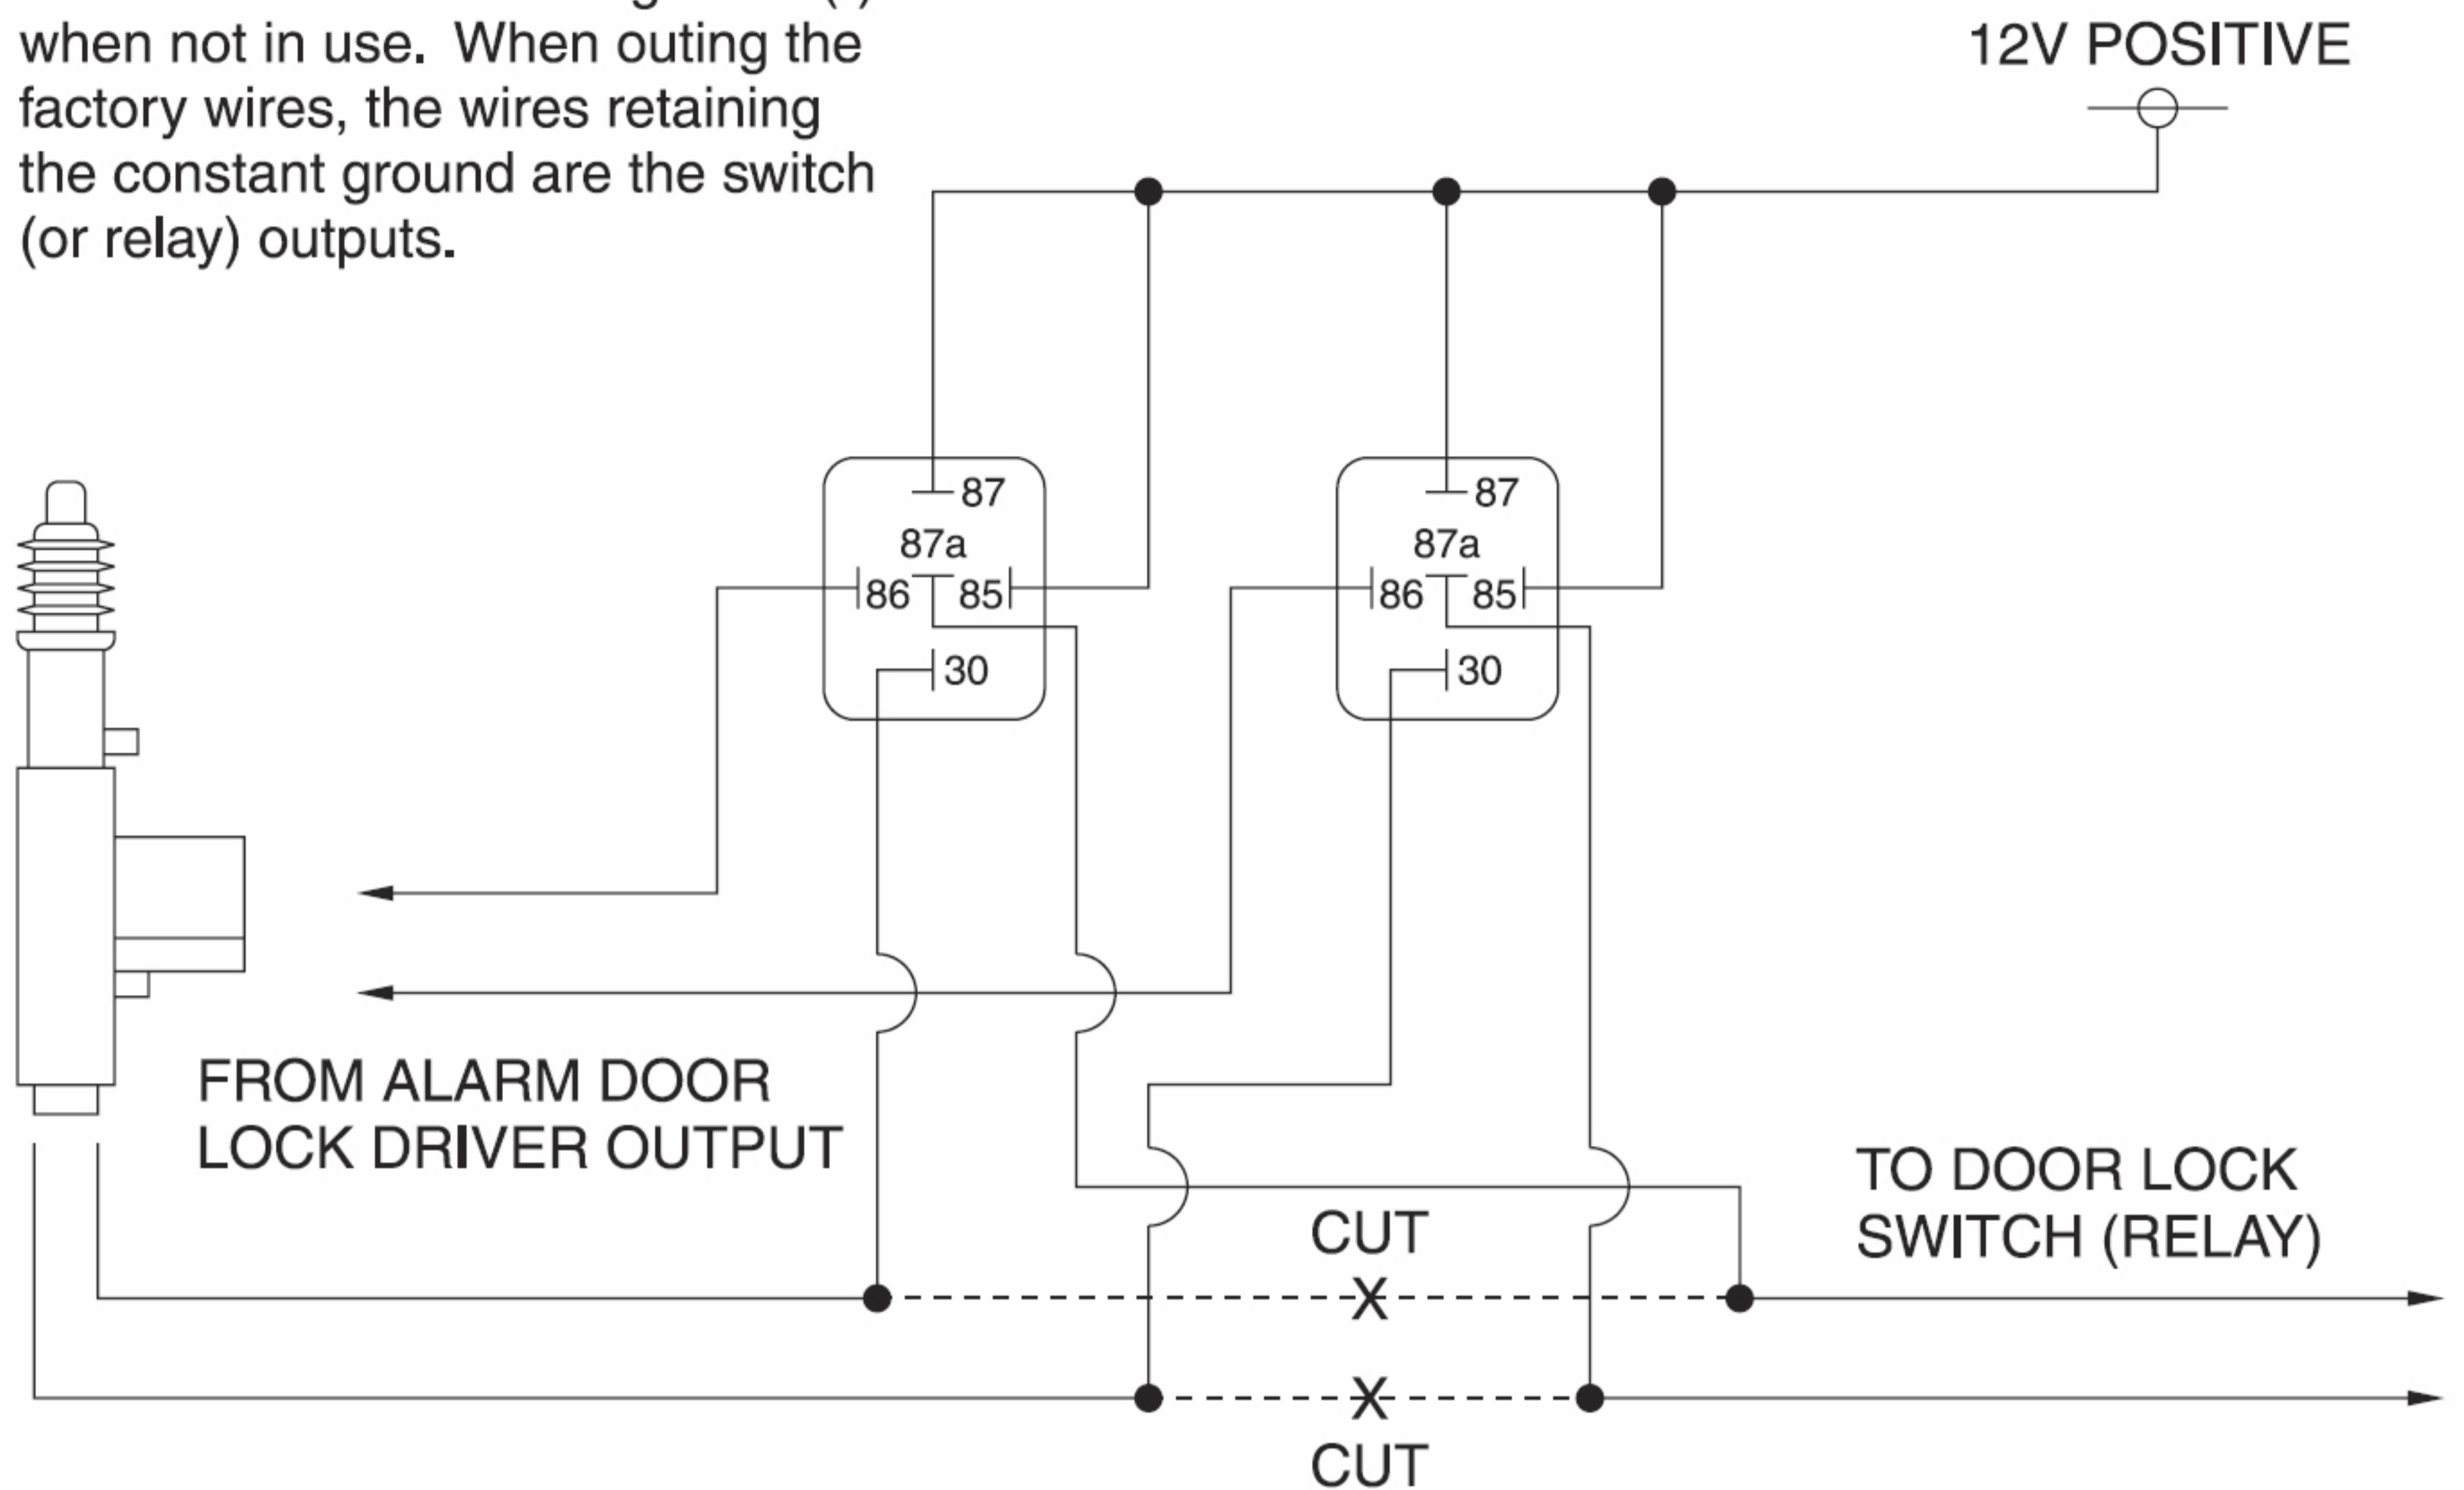 when not in use. When outing the
factory wires, the wires retaining
the constant ground are the switch
(or relay) outputs.
12V POSITIVE
87
87a
86
85
30
87
87a
86
85
30
FROM ALARM DOOR
LOCK DRIVER OUTPUT
TO DOOR LOCK
SWITCH (RELAY)
CUT
X
X
CUT